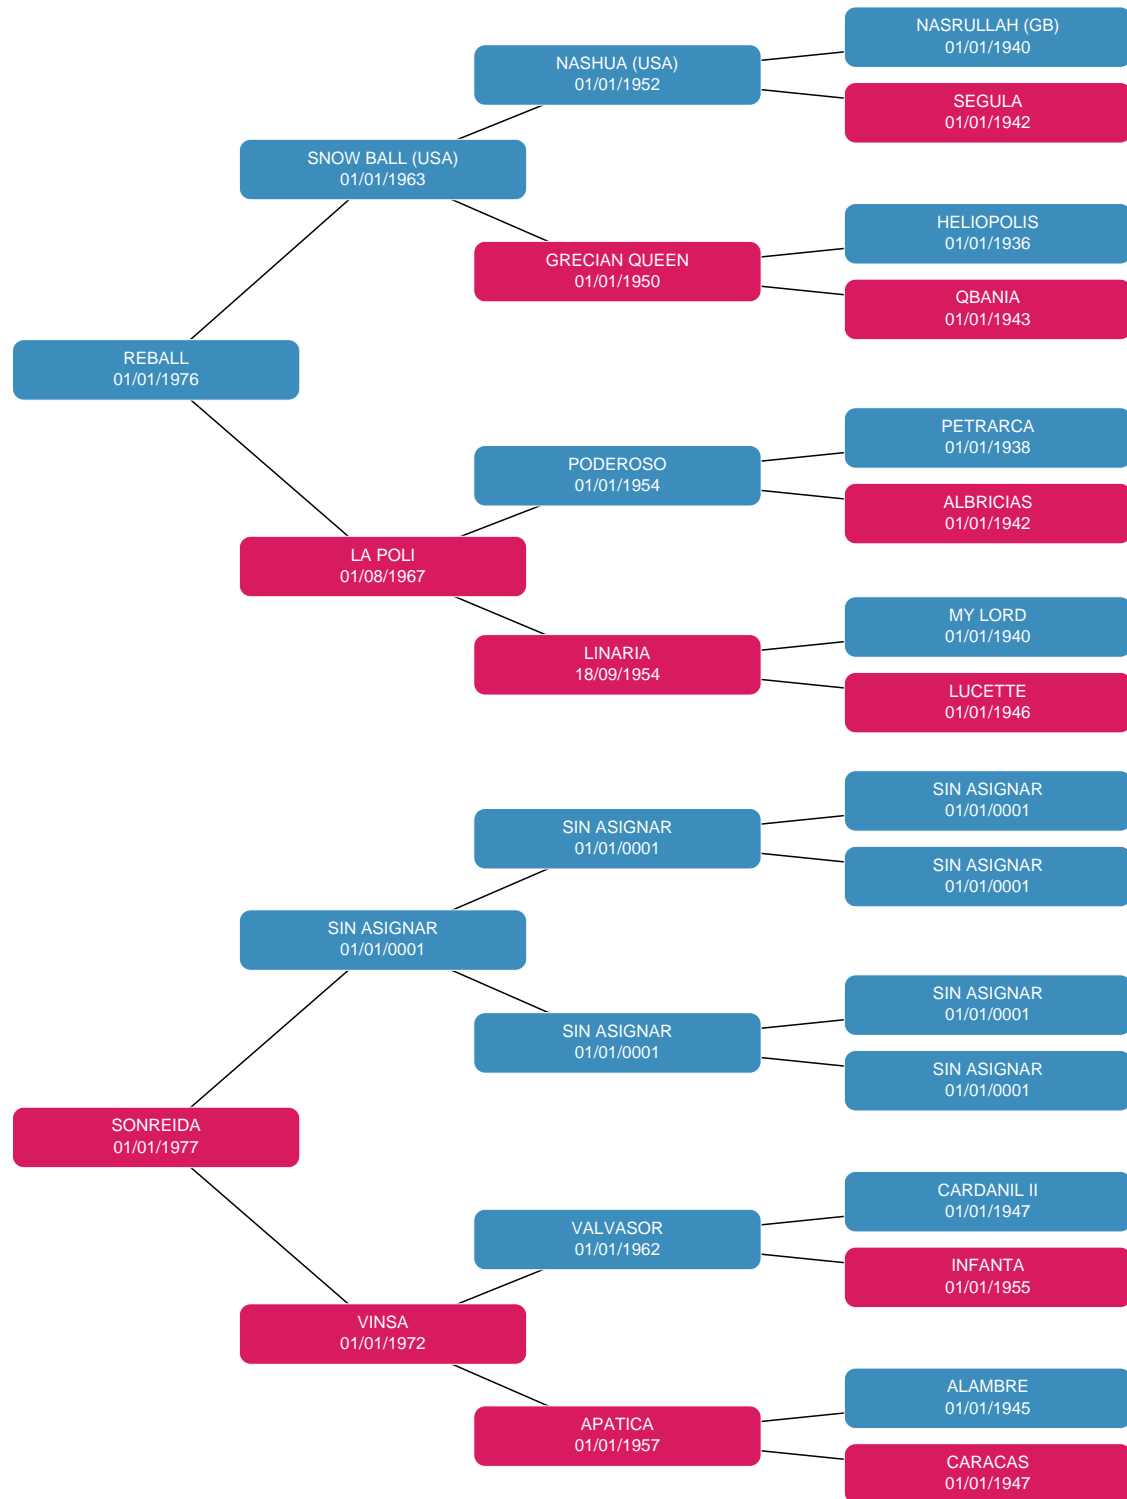 NASRULLAH (GB)
01/01/1940
NASHUA (USA)
01/01/1952
SEGULA
01/01/1942
SNOW BALL (USA)
01/01/1963
HELIOPOLIS
01/01/1936
GRECIAN QUEEN
01/01/1950
QBANIA
01/01/1943
REBALL
01/01/1976
PETRARCA
01/01/1938
PODEROSO
01/01/1954
ALBRICIAS
01/01/1942
LA POLI
01/08/1967
MY LORD
01/01/1940
LINARIA
18/09/1954
LUCETTE
01/01/1946
SIN ASIGNAR
01/01/0001
SIN ASIGNAR
01/01/0001
SIN ASIGNAR
01/01/0001
SIN ASIGNAR
01/01/0001
SIN ASIGNAR
01/01/0001
SIN ASIGNAR
01/01/0001
SIN ASIGNAR
01/01/0001
SONREIDA
01/01/1977
CARDANIL II
01/01/1947
VALVASOR
01/01/1962
INFANTA
01/01/1955
VINSA
01/01/1972
ALAMBRE
01/01/1945
APATICA
01/01/1957
CARACAS
01/01/1947